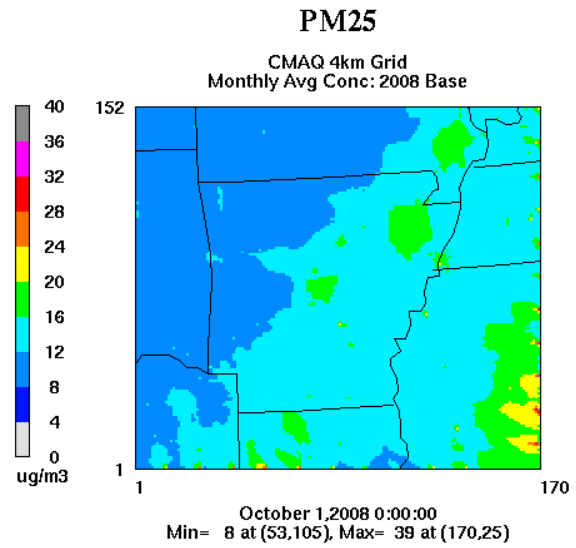 PM25
CMAQ 4km Grid
Monthly Avg Conc: 2008 Base
40
36
32
28
24
20
16
12
8
4
0
ug/m3
152
1
1
170
October 1,2008 0:00:00
Min= 8 at (53,105), Max= 39 at (170,25)